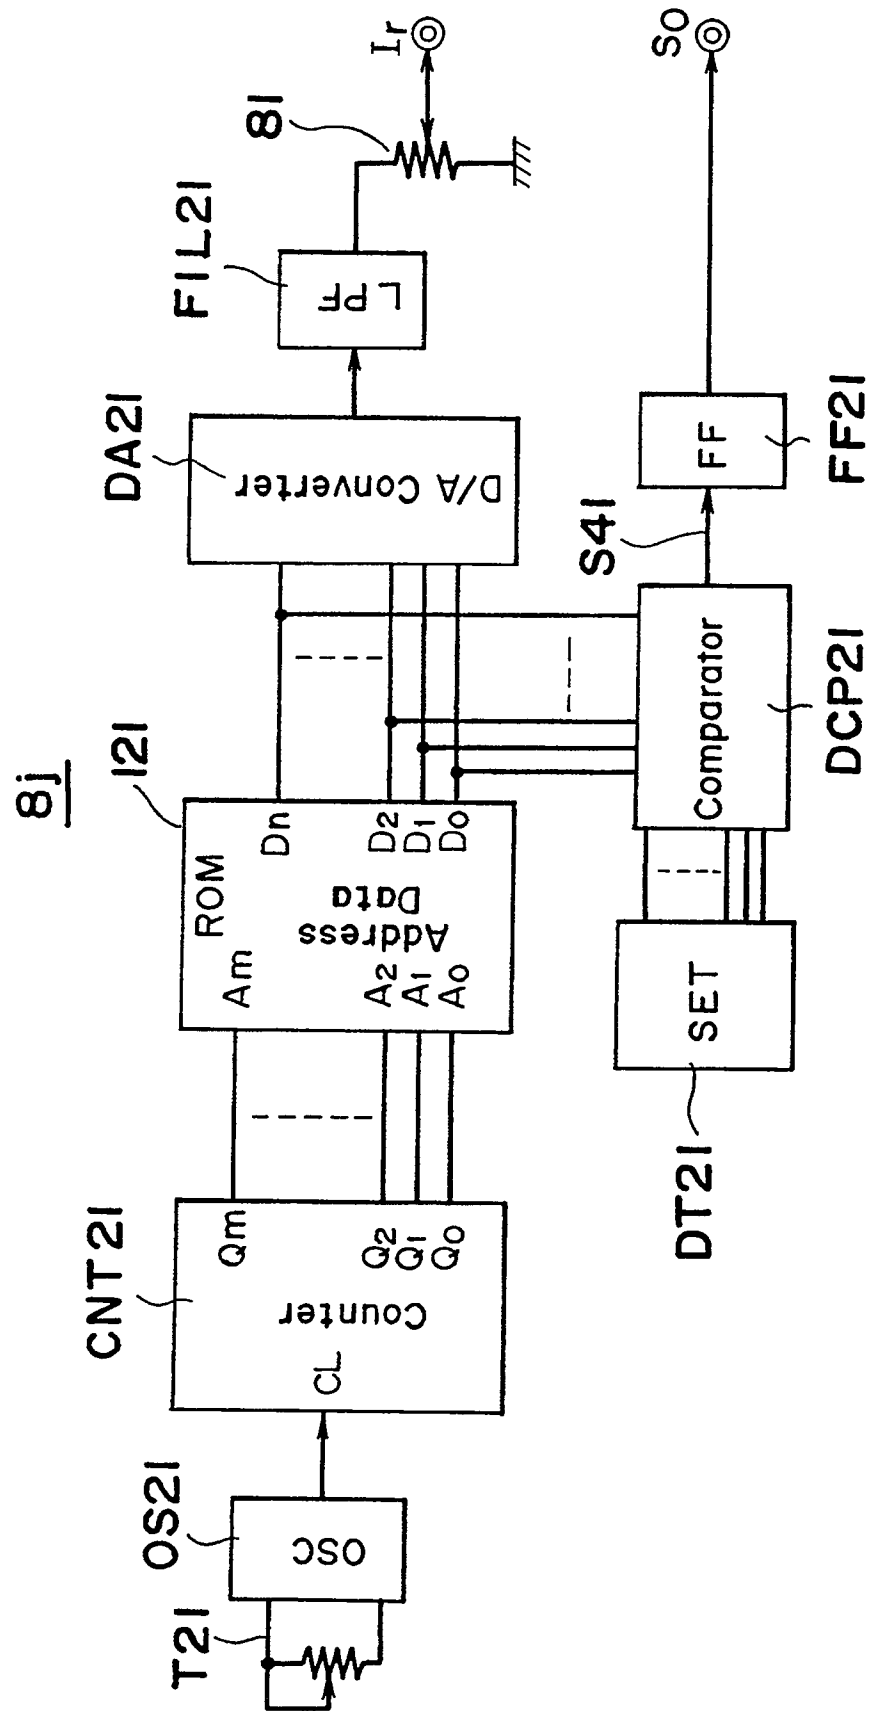 8j
T21
OS21
OSC
CNT21
CL
Counter
Qm
Q2
Q1
Q0
121
ROM
Am
A2
A1
A0
Address
Data
Dn
D2
D1
D0
DA21
D/A Converter
FIL21
LPF
81
Ir
DT21
SET
Comparator
DCP21
S41
FF
FF21
S0